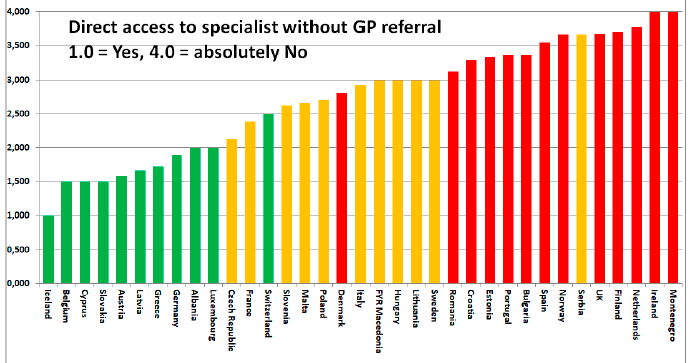 Direct access to specialist without GP referral
1.0 = Yes, 4.0 = absolutely No
4,000
3,500
3,000
2,500
2,000
1,500
1,000
0,500
0,000
Iceland
Belgium
Cyprus
Slovakia
Austria
Latvia
Greece
Germany
Albania
Luxembourg
Czech Republic
France
Switzerland
Slovenia
Malta
Poland
Denmark
Italy
FYR Macedonia
Hungary
Lithuania
Sweden
Romania
Croatia
Estonia
Portugal
Bulgaria
Spain
Norway
Serbia
UK
Finland
Netherlands
Ireland
Montenegro